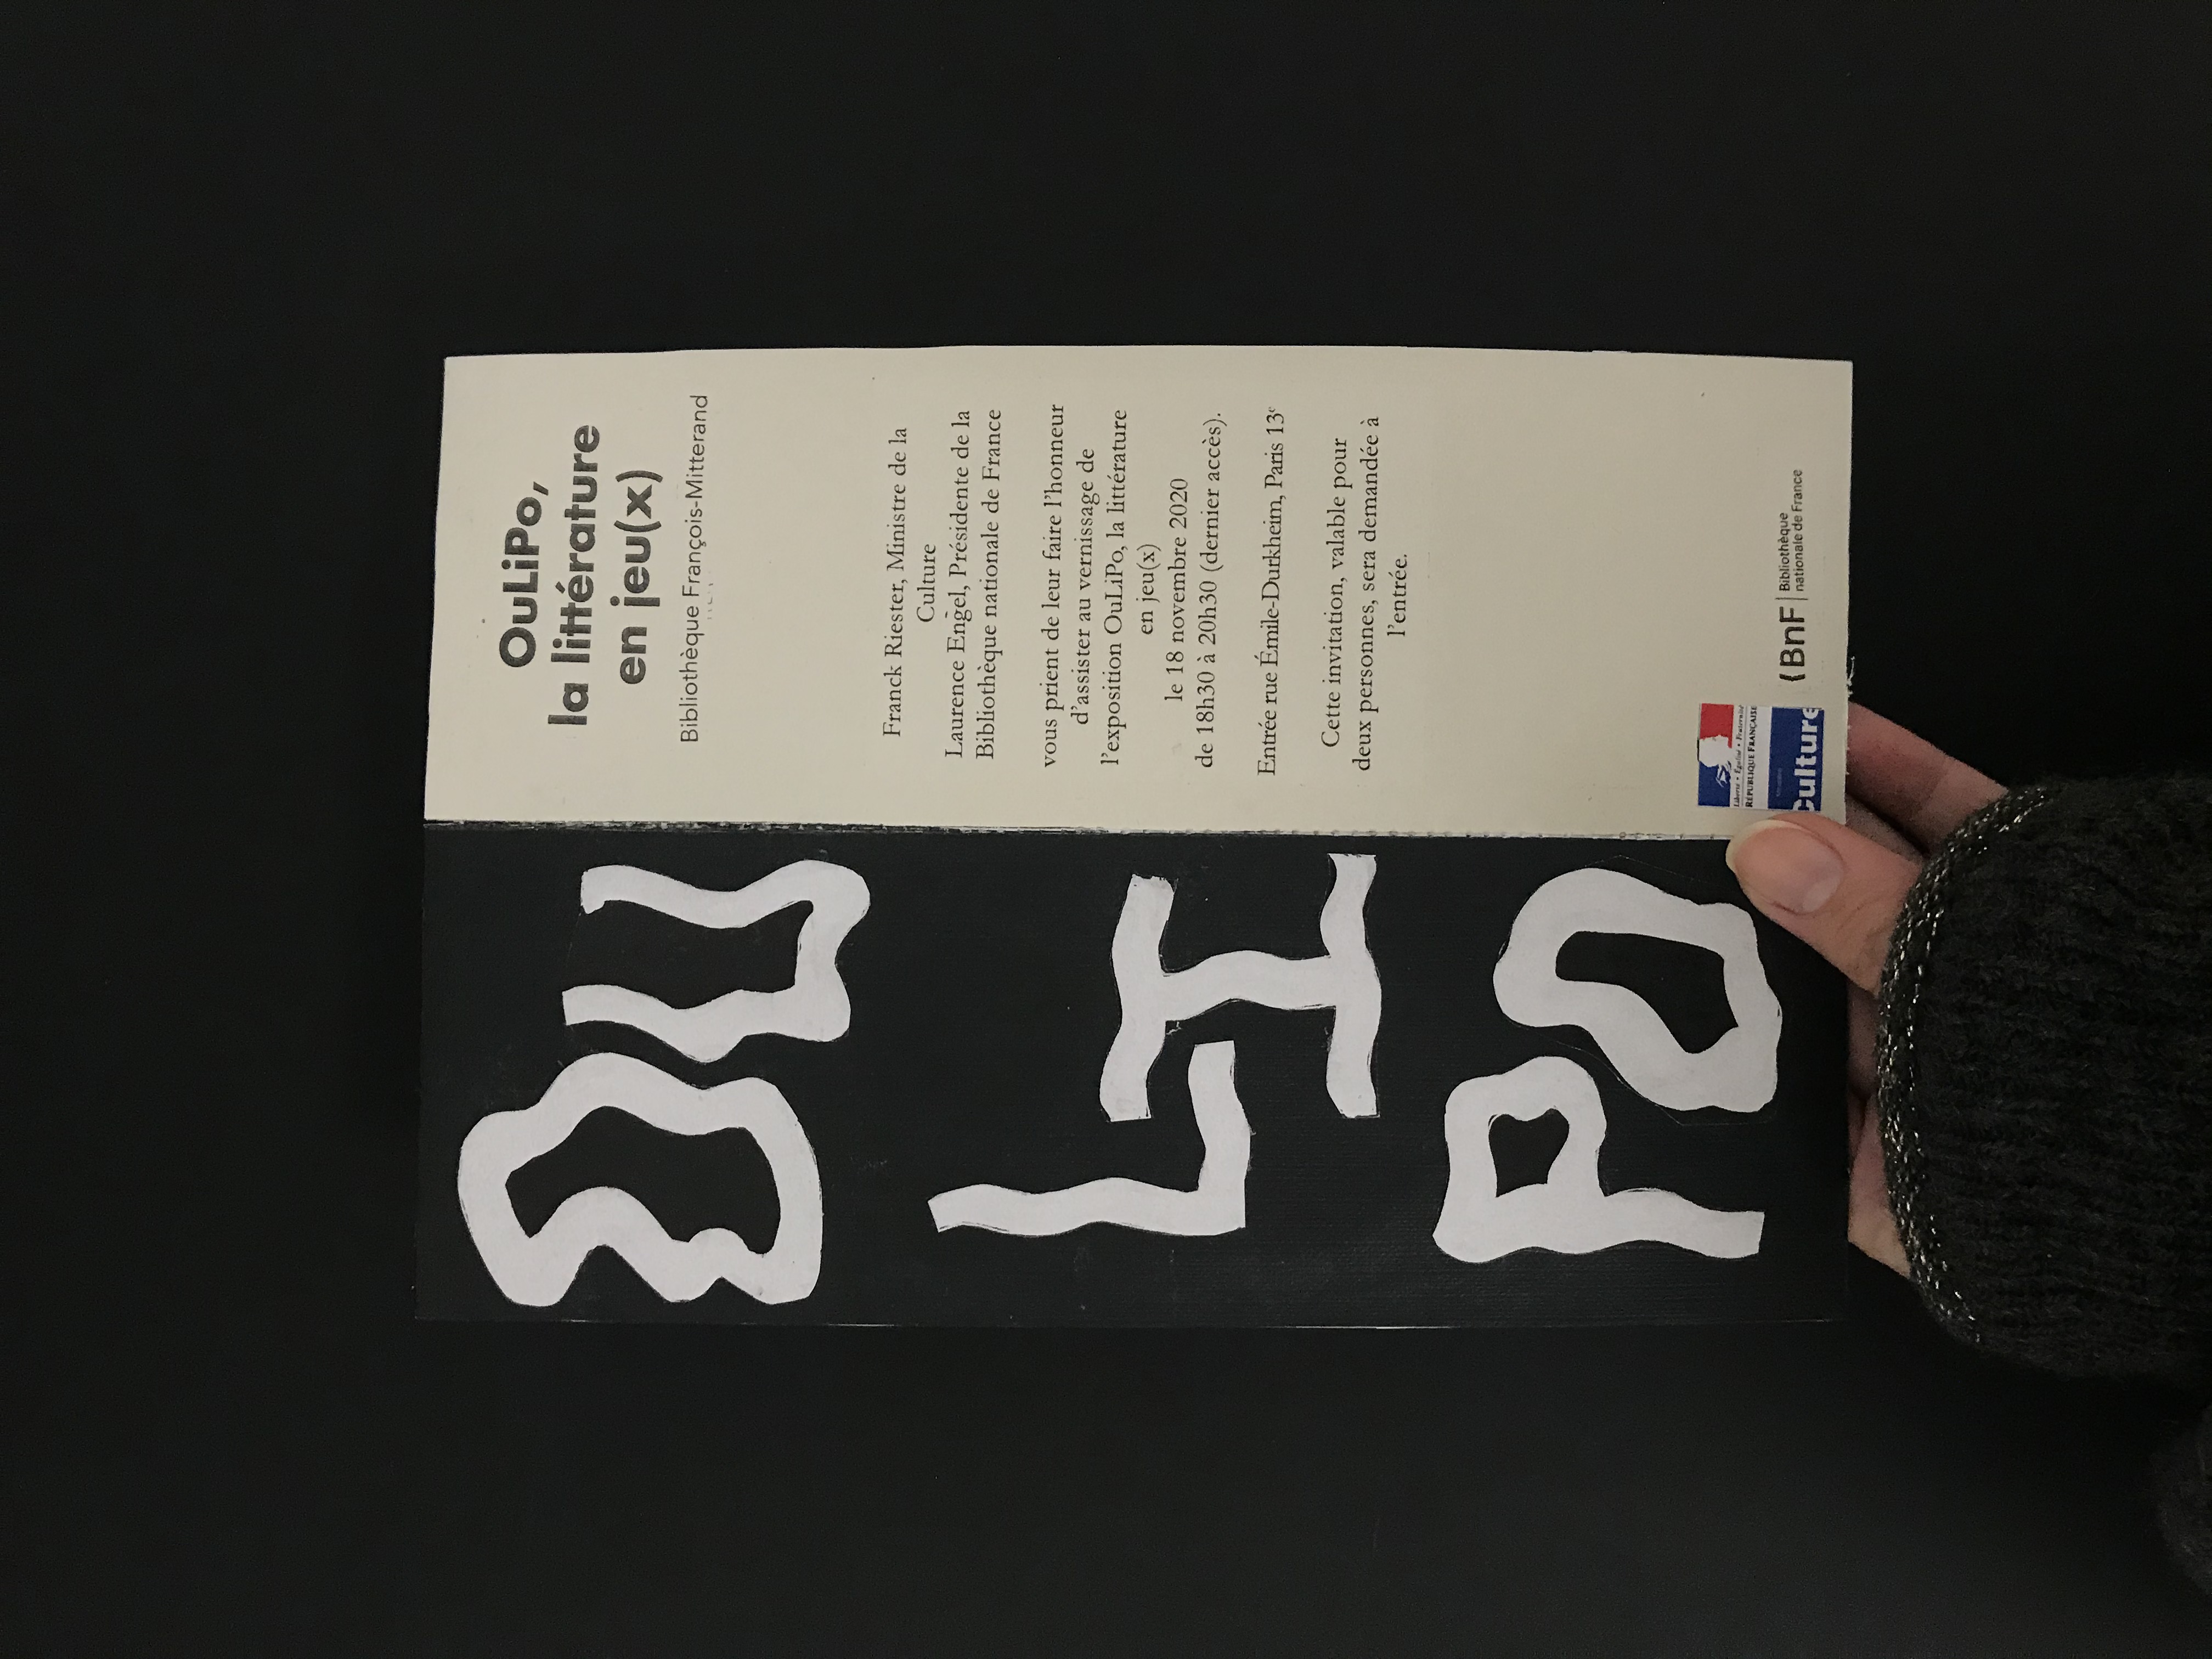 OU
LI
PO
OuLiPo,
la littérature
en jeu(x)
Bibliothèque François-Mitterand
Franck Riester, Ministre de la
Culture
Laurence Engel, Présidente de la
Bibliothèque nationale de France
vous prient de leur faire l'honneur
d'assister au vernissage de
l'exposition OuLiPo, la littérature
en jeu(x)
le 18 novembre 2020
de 18h30 à 20h30 (dernier accès).
Entrée rue Émile-Durkheim, Paris 13e
Cette invitation, valable pour
deux personnes, sera demandée à
l'entrée.
Liberté • Égalité • Fraternité
RÉPUBLIQUE FRANÇAISE
Culture
BnF
Bibliothèque
nationale de France